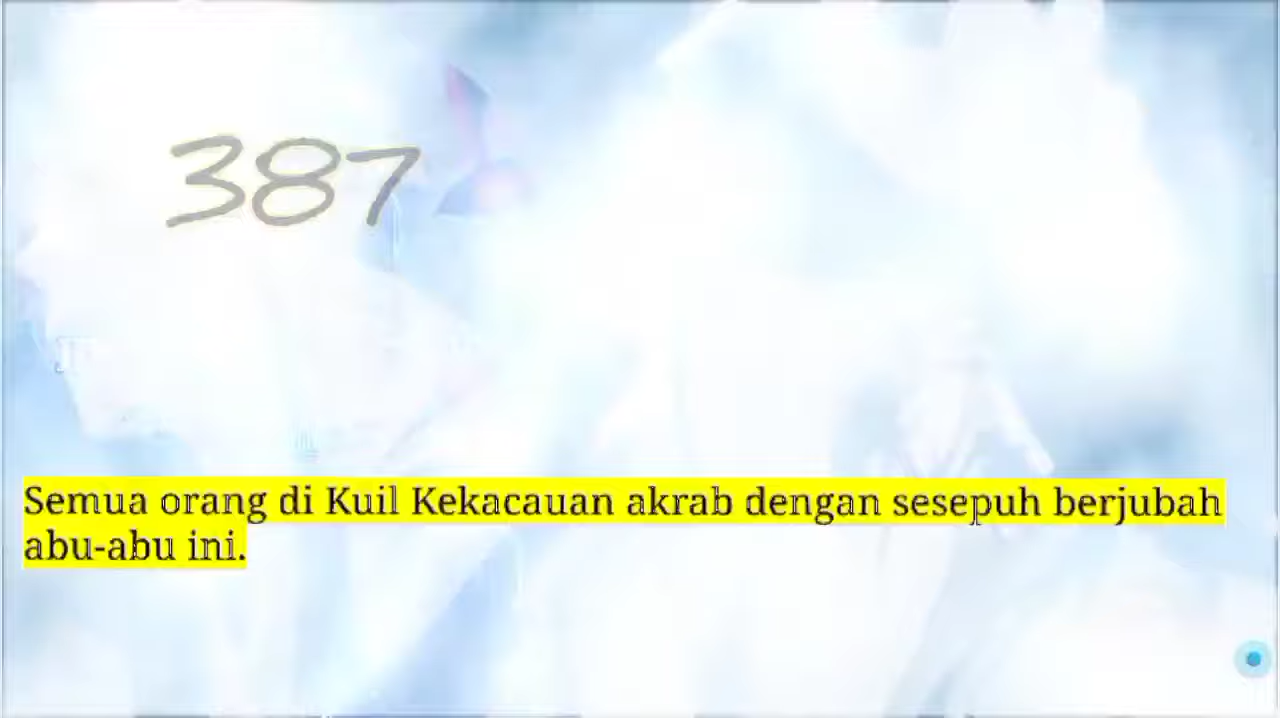 387
Semua orang di Kuil Kekacauan akrab dengan sesepuh berjubah
abu-abu ini.